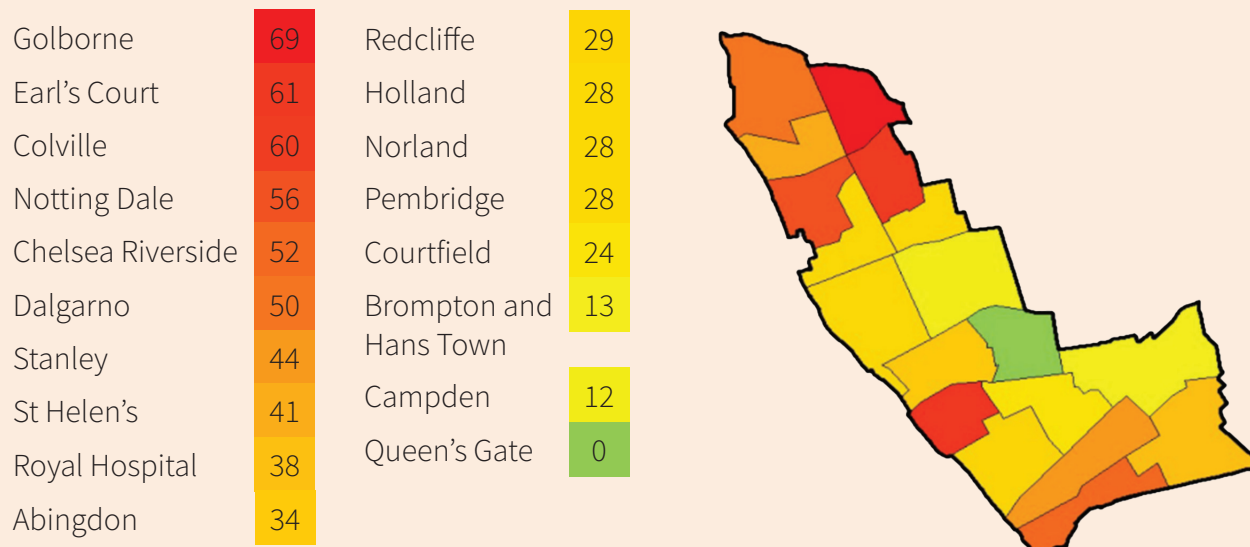 Golborne 69
Earl's Court 61
Colville 60
Notting Dale 56
Chelsea Riverside 52
Dalgarno 50
Stanley 44
St Helen's 41
Royal Hospital 38
Abingdon 34
Redcliffe 29
Holland 28
Norland 28
Pembridge 28
Courtfield 24
Brompton and 13
Hans Town
Campden 12
Queen's Gate 0